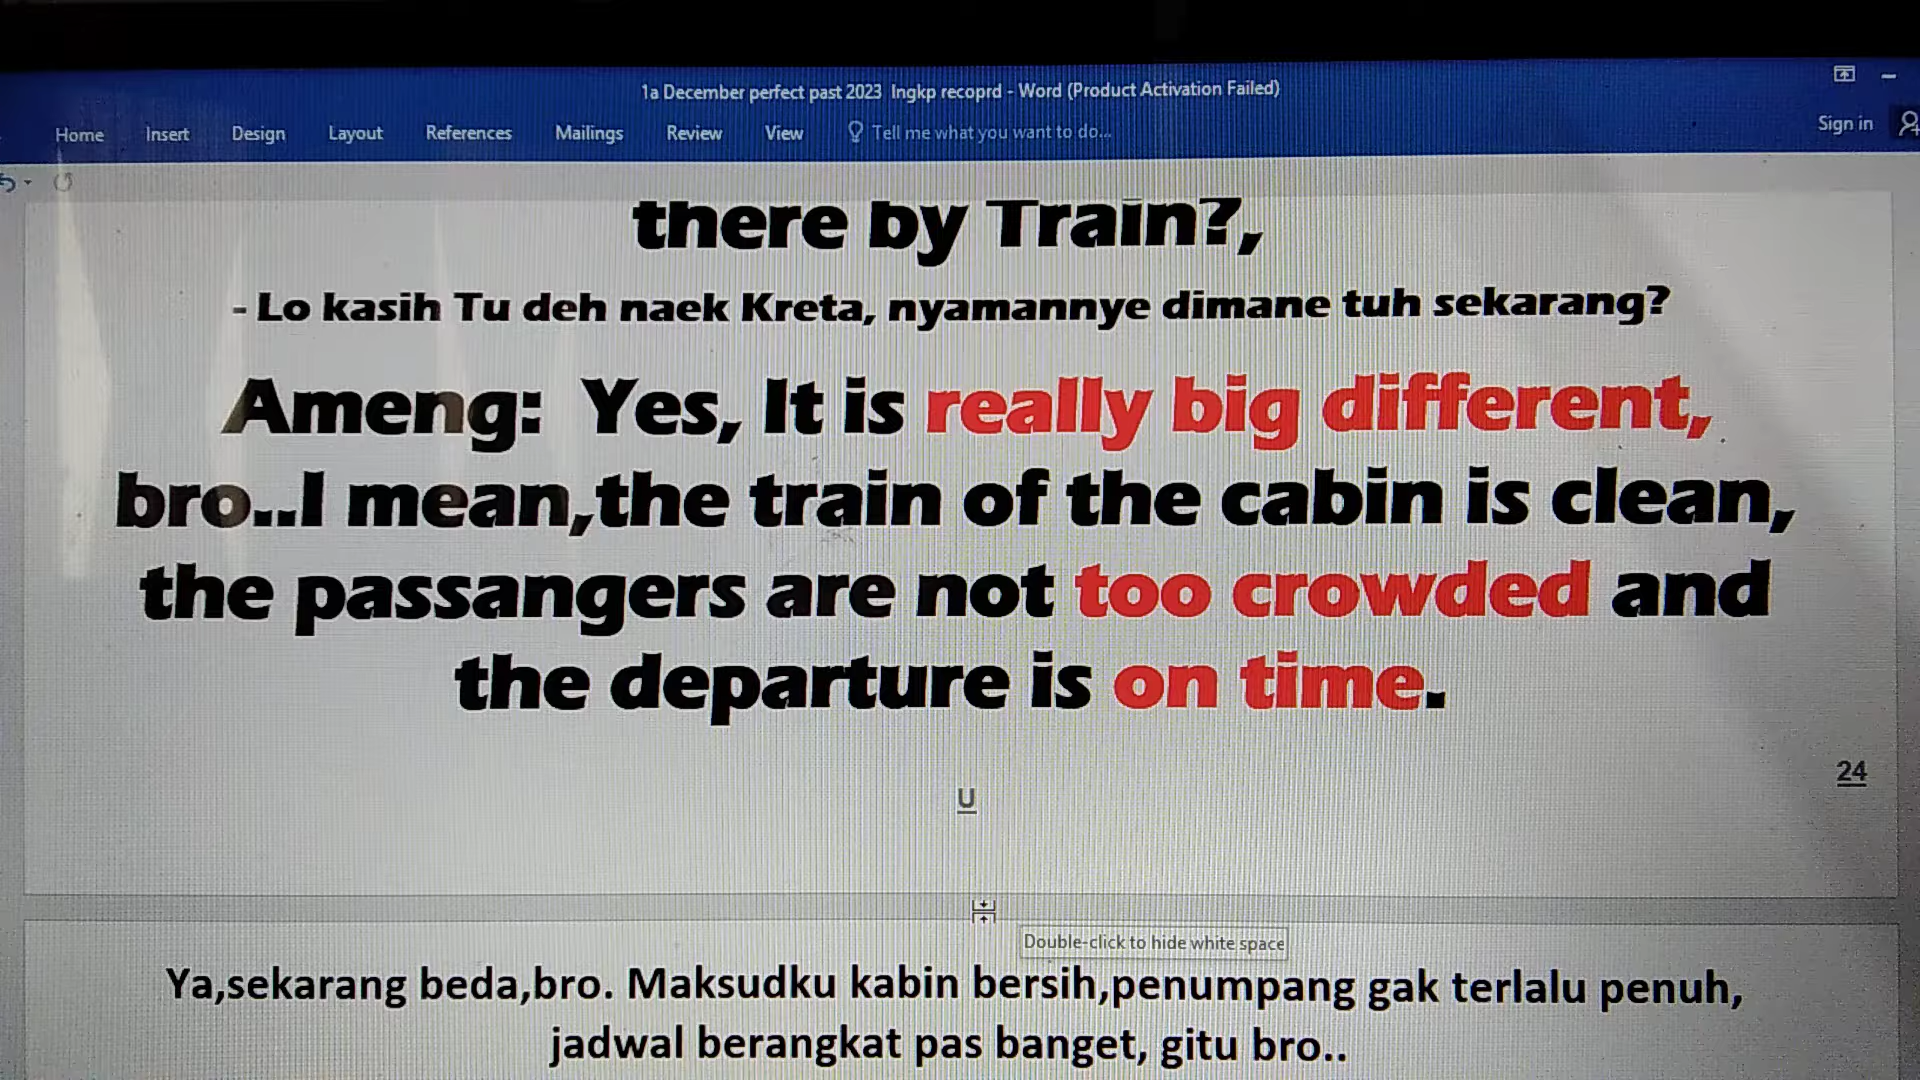 1a December perfect past 2023 Ingkp recoprd - Word (Product Activation Failed)
Home Insert Design Layout References Mailings Review View Tell me what you want to do... Sign in
there by Train?,
- Lo kasih Tu deh naek Kreta, nyamannye dimane tuh sekarang?
Ameng: Yes, It is really big different,
bro..I mean,the train of the cabin is clean,
the passangers are not too crowded and
the departure is on time.
24
U
Double-click to hide white space
Ya,sekarang beda,bro. Maksudku kabin bersih,penumpang gak terlalu penuh,
jadwal berangkat pas banget, gitu bro..